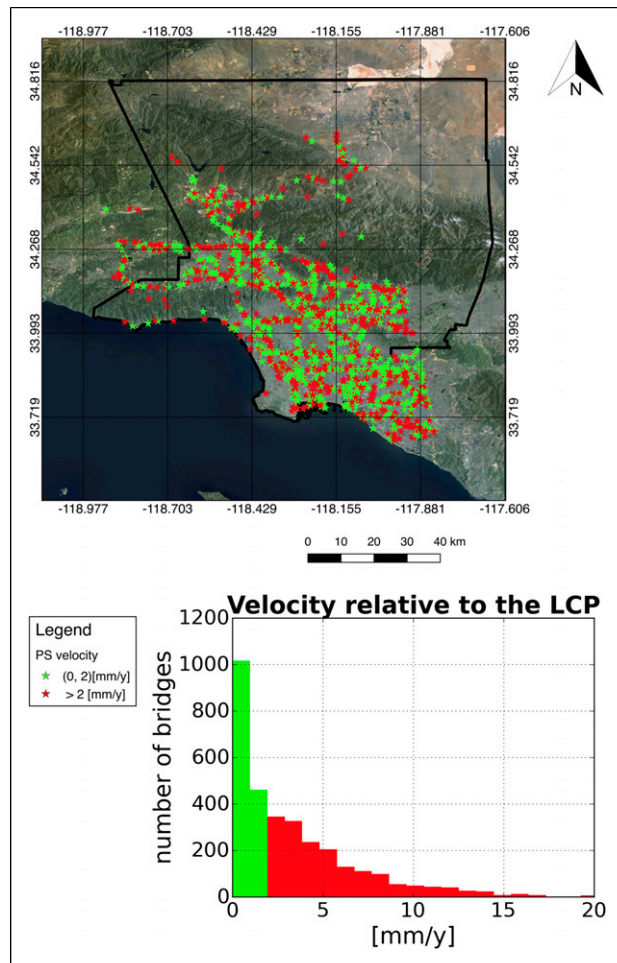 -118.977 -118.703 -118.429 -118.155 -117.881 -117.606
34.816 34.816
34.542 34.542
34.268 34.268
33.993 33.993
33.719 33.719
-118.977 -118.703 -118.429 -118.155 -117.881 -117.606
N
0 10 20 30 40 km
Legend
PS velocity
(0, 2)[mm/y]
> 2 [mm/y]
Velocity relative to the LCP
number of bridges
1200
1000
800
600
400
200
0
0 5 10 15 20
[mm/y]